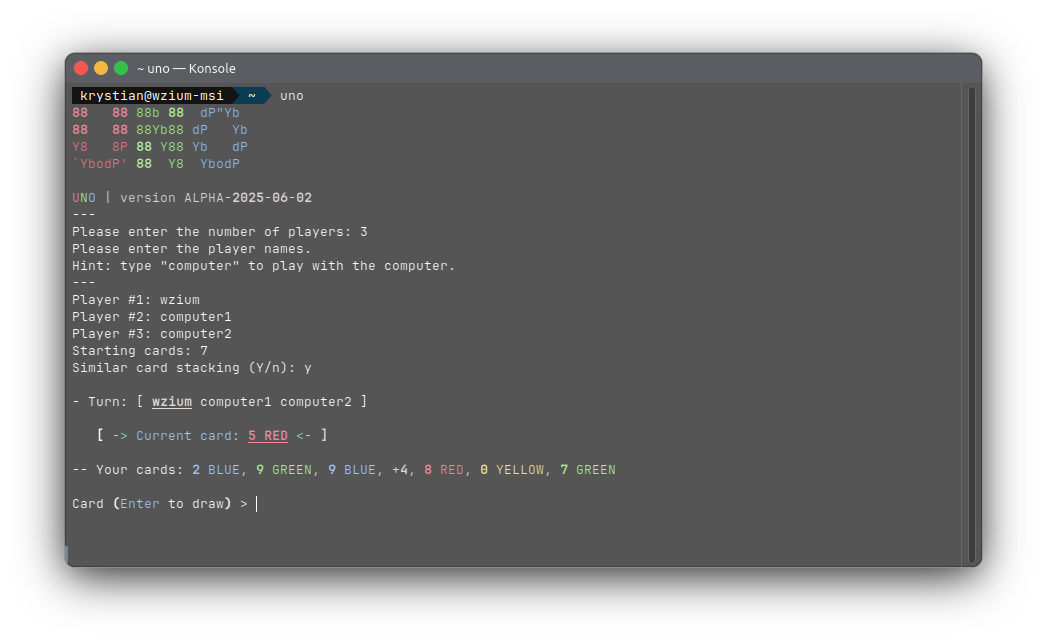 ~ uno — Konsole
krystian@wzium-msi ~ uno
88   88 88b 88  dP"Yb
88   88 88Yb88 dP   Yb
Y8   8P 88 Y88 Yb   dP
`YbodP' 88  Y8  YbodP
UNO | version ALPHA-2025-06-02
---
Please enter the number of players: 3
Please enter the player names.
Hint: type "computer" to play with the computer.
---
Player #1: wzium
Player #2: computer1
Player #3: computer2
Starting cards: 7
Similar card stacking (Y/n): y
- Turn: [ wzium computer1 computer2 ]
[ -> Current card: 5 RED <- ]
-- Your cards: 2 BLUE, 9 GREEN, 9 BLUE, +4, 8 RED, 0 YELLOW, 7 GREEN
Card (Enter to draw) >